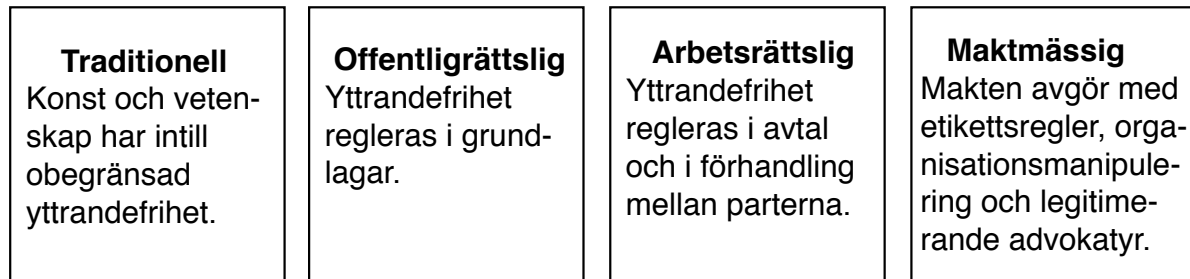 Traditionell
Konst och veten-
skap har intill
obegränsad
yttrandefrihet.
Offentligrättslig
Yttrandefrihet
regleras i grund-
lagar.
Arbetsrättslig
Yttrandefrihet
regleras i avtal
och i förhandling
mellan parterna.
Maktmässig
Makten avgör med
etikettsregler, orga-
nisationsmanipule-
ring och legitime-
rande advokatyr.